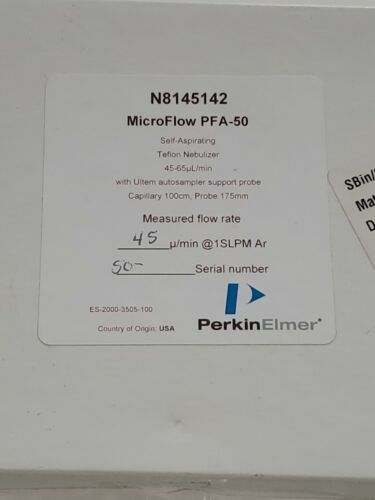 N8145142
MicroFlow PFA-50
Self-Aspirating
Teflon Nebulizer
45-65µL/min
with Ultem autosampler support probe
Capillary 100cm, Probe 175mm
Measured flow rate
45 µ/min @1SLPM Ar
50- Serial number
ES-2000-3505-100
Country of Origin: USA
PerkinElmer
SBin/
Mat
D